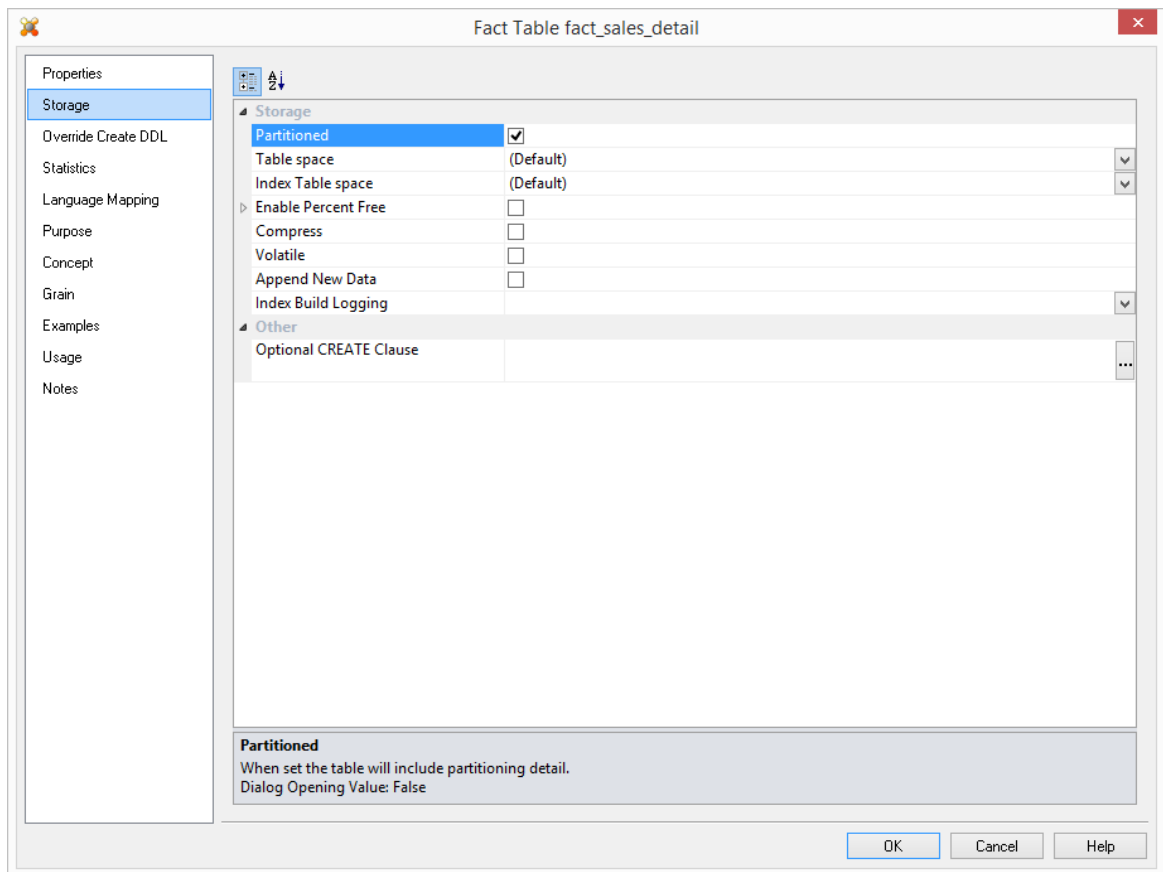 Fact Table fact_sales_detail
Properties
Storage
Override Create DDL
Statistics
Language Mapping
Purpose
Concept
Grain
Examples
Usage
Notes
Storage
Partitioned
Table space (Default)
Index Table space (Default)
Enable Percent Free
Compress
Volatile
Append New Data
Index Build Logging
Other
Optional CREATE Clause
...
Partitioned
When set the table will include partitioning detail.
Dialog Opening Value: False
OK Cancel Help